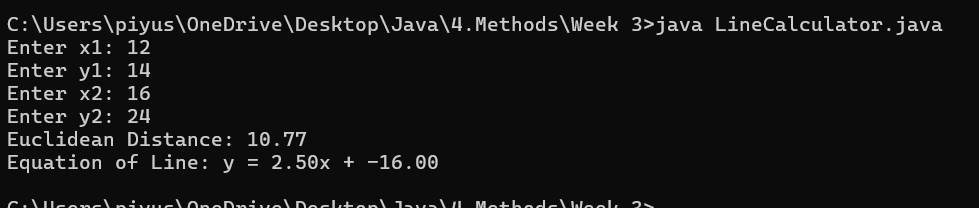 C:\Users\piyus\OneDrive\Desktop\Java\4.Methods\Week 3>java LineCalculator.java
Enter x1: 12
Enter y1: 14
Enter x2: 16
Enter y2: 24
Euclidean Distance: 10.77
Equation of Line: y = 2.50x + -16.00
C:\Users\piyus\OneDrive\Desktop\Java\4.Methods\Week 3>